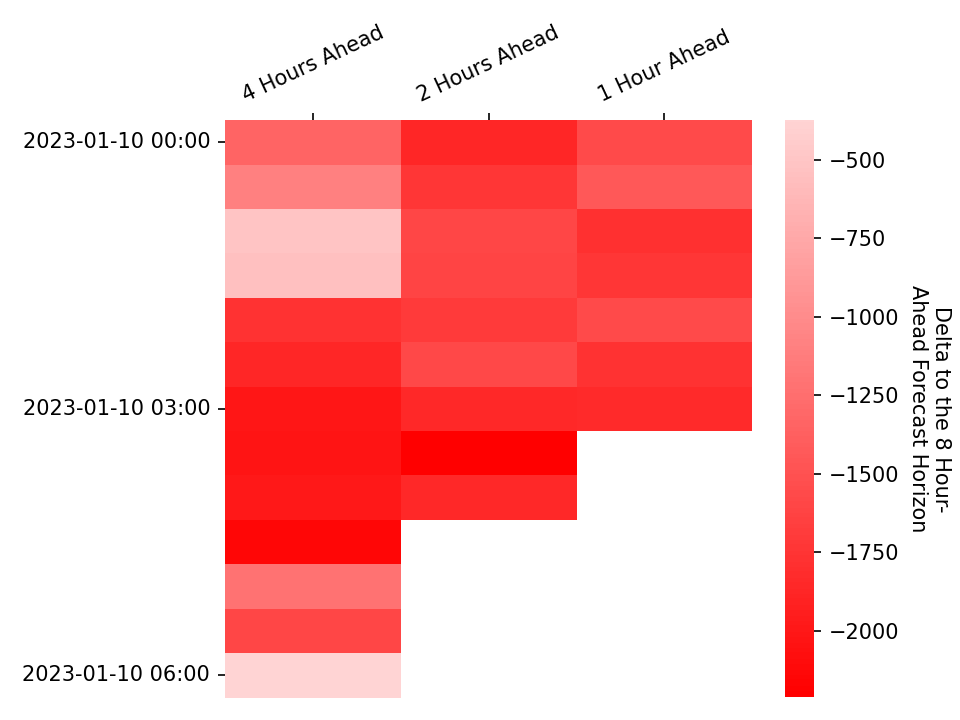 4 Hours Ahead
2 Hours Ahead
1 Hour Ahead
2023-01-10 00:00
2023-01-10 03:00
2023-01-10 06:00
−500
−750
−1000
−1250
−1500
−1750
−2000
Delta to the 8 Hour-
Ahead Forecast Horizon